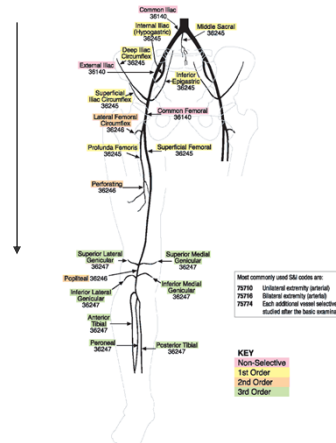 Common Iliac
36140
Internal Iliac
(Hypogastric)
36245
Middle Sacral
36245
Deep Iliac
Circumflex
36245
External Iliac
36140
Inferior
Epigastric
36245
Superficial
Iliac Circumflex
36245
Common Femoral
36140
Lateral Femoral
Circumflex
36246
Profunda Femoris
36245
Superficial Femoral
36245
Perforating
36246
Superior Lateral
Genicular
36247
Superior Medial
Genicular
36247
Popliteal 36246
Inferior Lateral
Genicular
36247
Inferior Medial
Genicular
36247
Anterior
Tibial
36247
Peroneal
36247
Posterior Tibial
36247
Most commonly used S&I codes are:
75710 Unilateral extremity (arterial)
75716 Bilateral extremity (arterial)
75774 Each additional vessel selective
studied after the basic examina
KEY
Non-Selective
1st Order
2nd Order
3rd Order